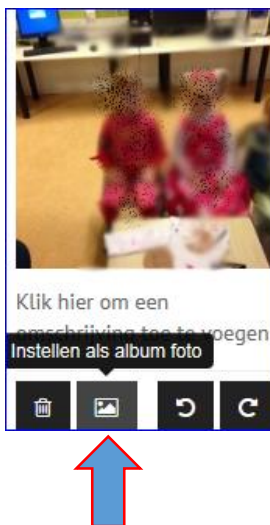 Klik hier om een
omschrijving toe te voegen
Instellen als album foto